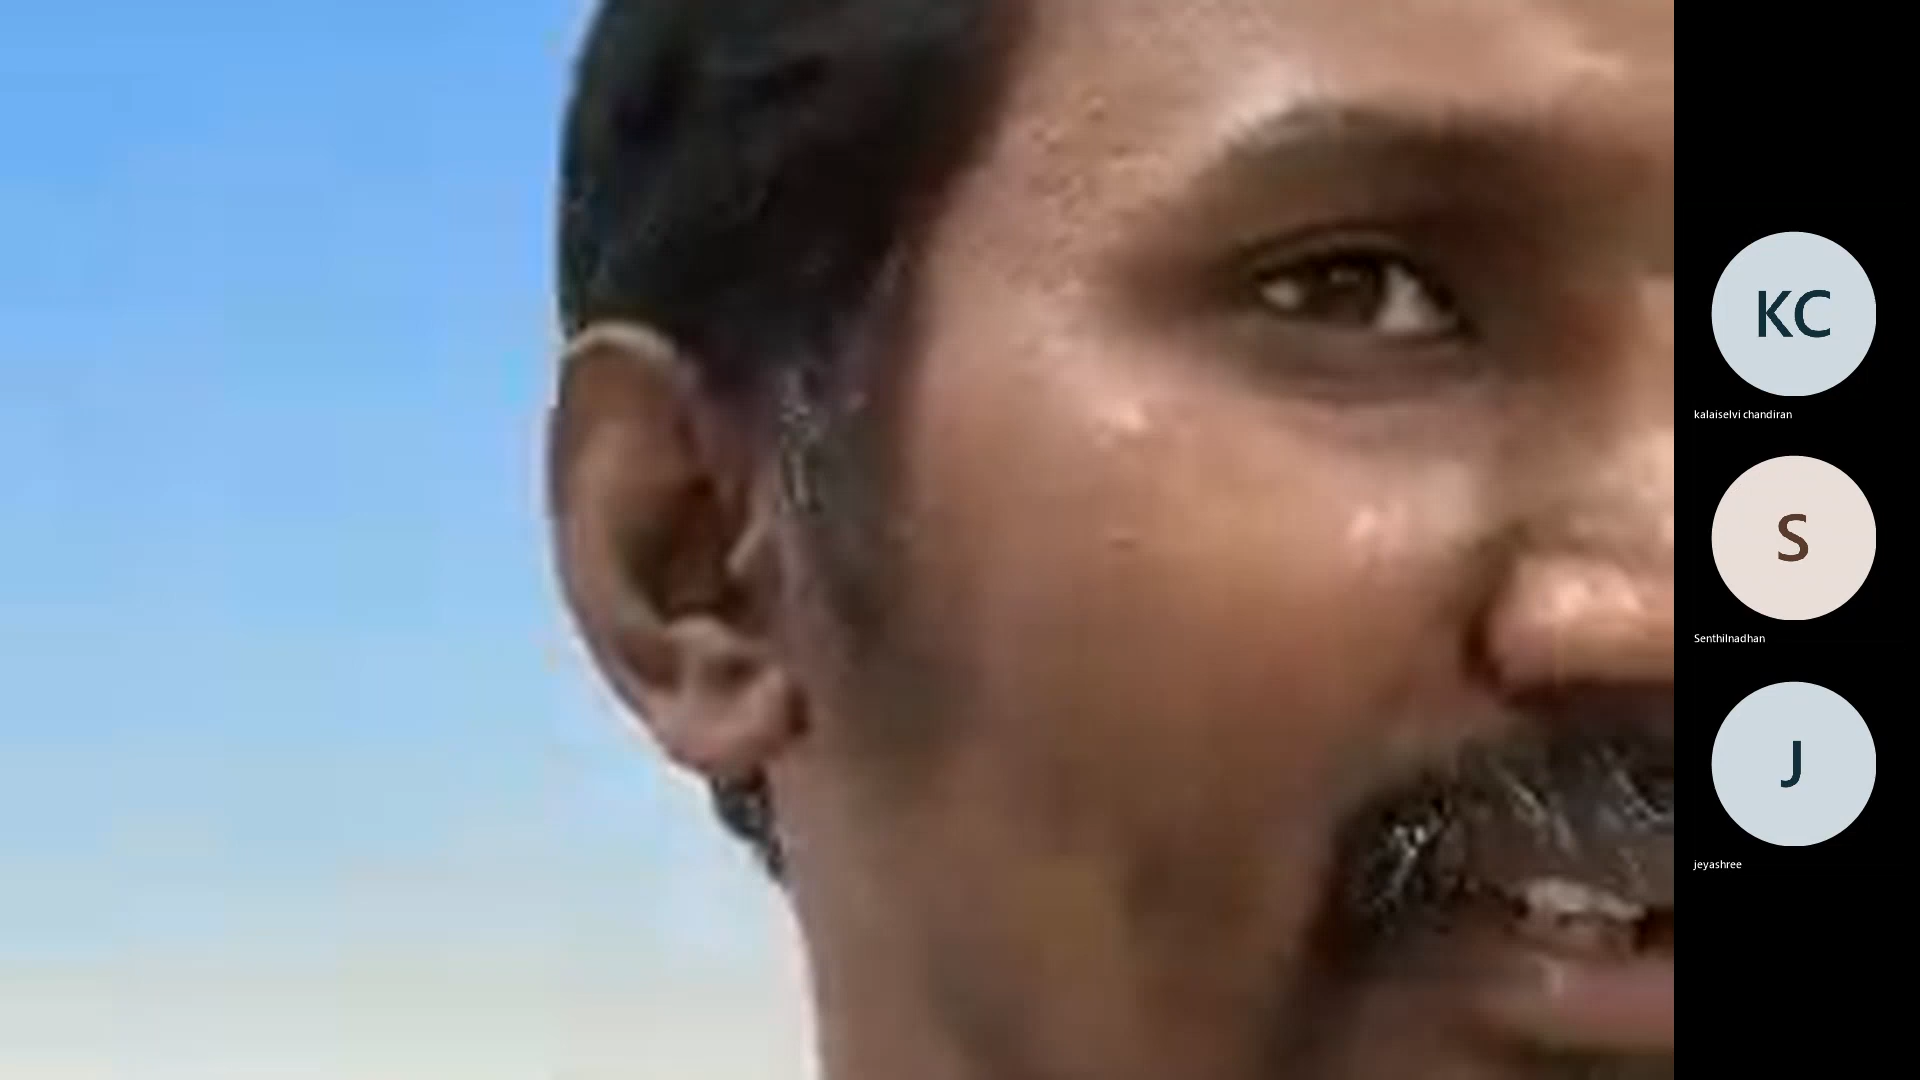 KC
kalaiselvi chandiran
S
Senthilnadhan
J
jeyashree